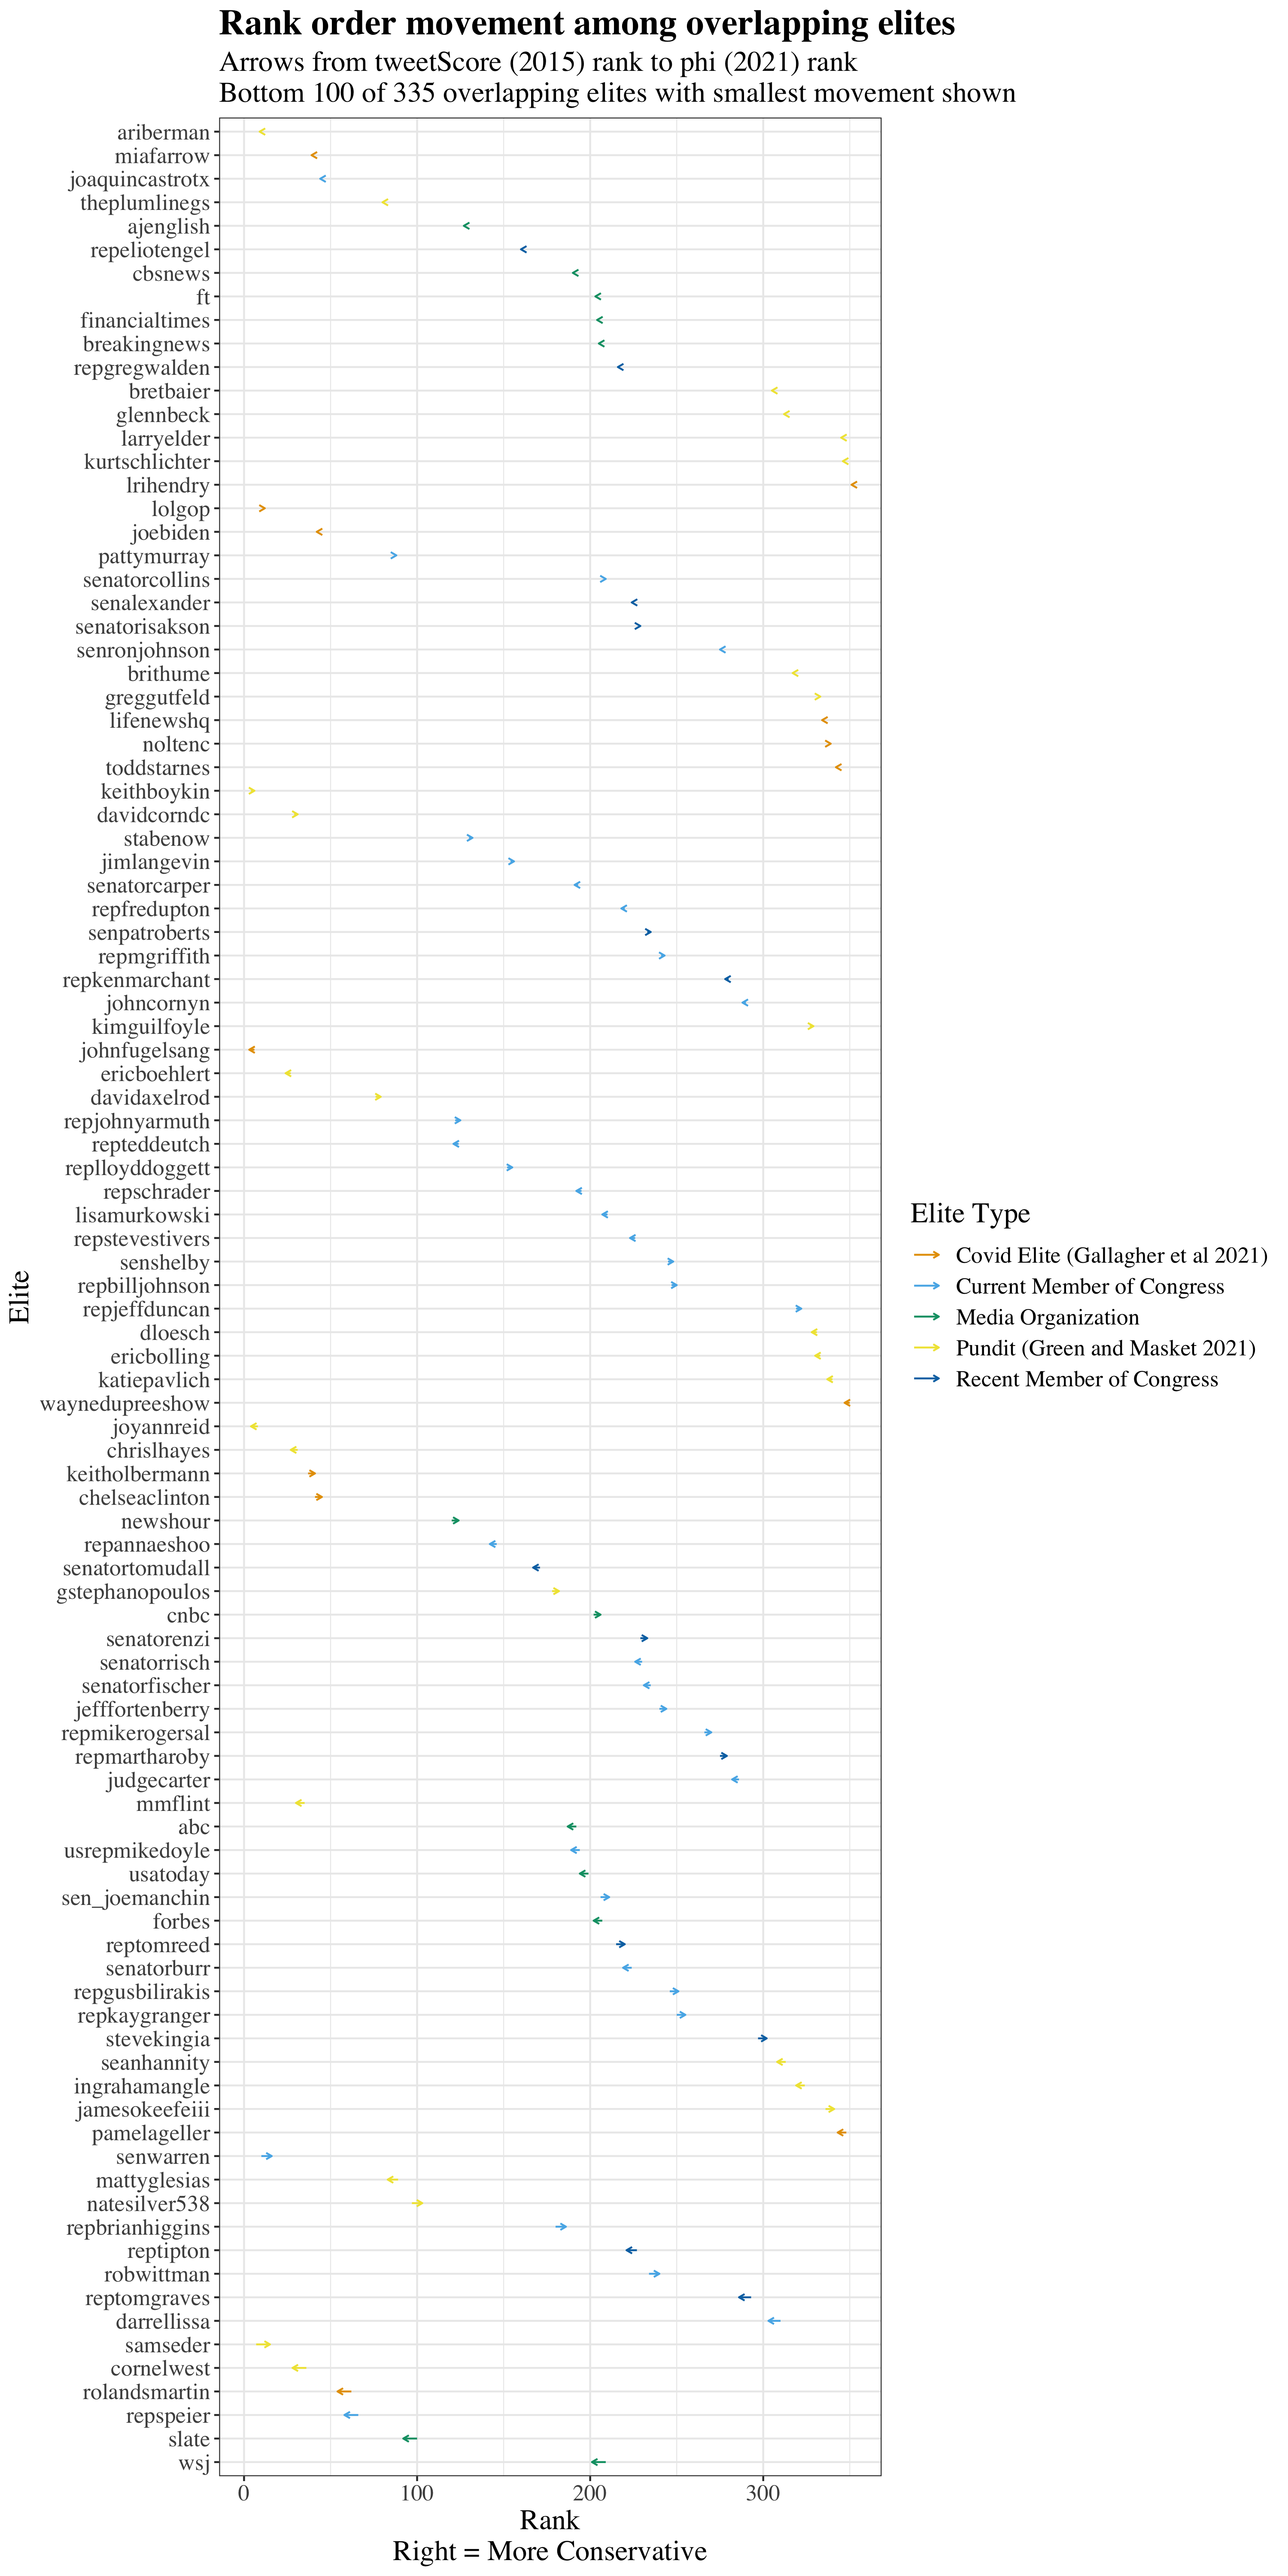 Rank order movement among overlapping elites
Arrows from tweetScore (2015) rank to phi (2021) rank
Bottom 100 of 335 overlapping elites with smallest movement shown
ariberman
miafarrow
joaquincastrotx
theplumlinegs
ajenglish
repeliotengel
cbsnews
ft
financialtimes
breakingnews
repgregwalden
bretbaier
glennbeck
larryelder
kurtschlichter
lrihendry
lolgop
joebiden
pattymurray
senatorcollins
senalexander
senatorisakson
senronjohnson
brithume
greggutfeld
lifenewshq
noltenc
toddstarnes
keithboykin
davidcorndc
stabenow
jimlangevin
senatorcarper
repfredupton
senpatroberts
repmgriffith
repkenmarchant
johncornyn
kimguilfoyle
johnfugelsang
ericboehlert
davidaxelrod
repjohnyarmuth
repteddeutch
replloyddoggett
repschrader
lisamurkowski
repstevestivers
senshelby
repbilljohnson
repjeffduncan
dloesch
ericbolling
katiepavlich
waynedupreeshow
joyannreid
chrislhayes
keitholbermann
chelseaclinton
newshour
repannaeshoo
senatortomudall
gstephanopoulos
cnbc
senatorenzi
senatorrisch
senatorfischer
jefffortenberry
repmikerogersal
repmartharoby
judgecarter
mmflint
abc
usrepmikedoyle
usatoday
sen_joemanchin
forbes
reptomreed
senatorburr
repgusbilirakis
repkaygranger
stevekingia
seanhannity
ingrahamangle
jamesokeefeiii
pamelageller
senwarren
mattyglesias
natesilver538
repbrianhiggins
reptipton
robwittman
reptomgraves
darrellissa
samseder
cornelwest
rolandsmartin
repspeier
slate
wsj
Elite
0 100 200 300
Rank
Right = More Conservative
Elite Type
Covid Elite (Gallagher et al 2021)
Current Member of Congress
Media Organization
Pundit (Green and Masket 2021)
Recent Member of Congress